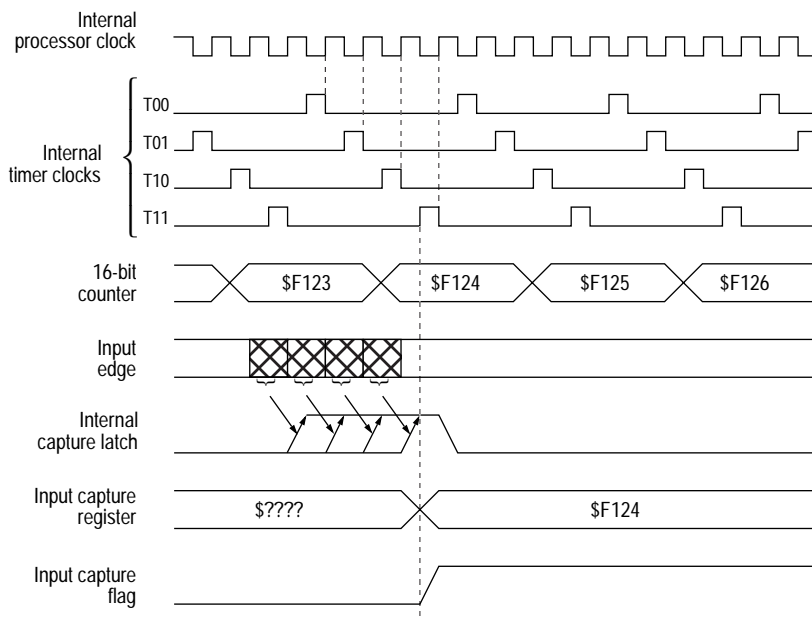 Internal
processor clock
T00
T01
Internal
timer clocks
T10
T11
16-bit
counter
$F123
$F124
$F125
$F126
Input
edge
Internal
capture latch
Input capture
register
$????
$F124
Input capture
flag